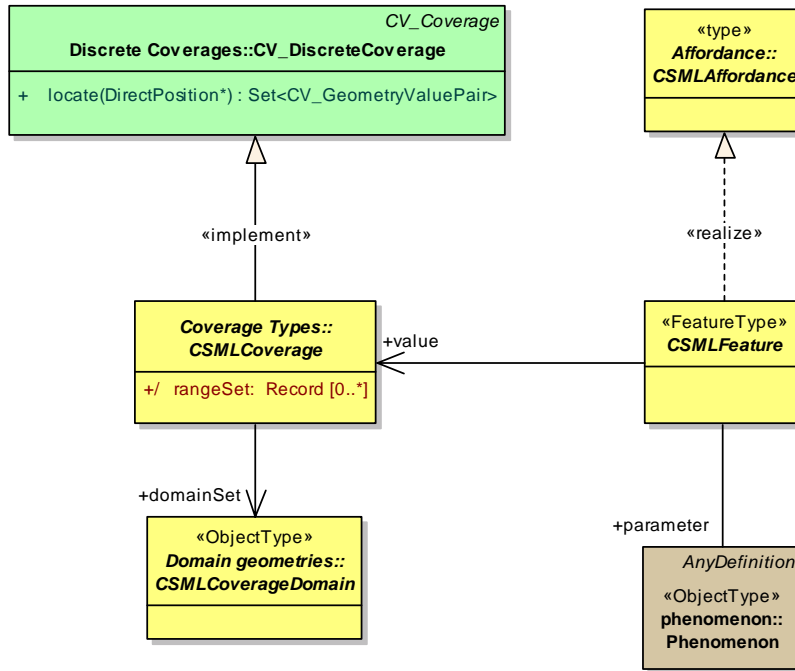 CV_Coverage
Discrete Coverages::CV_DiscreteCoverage
+ locate(DirectPosition*) : Set<CV_GeometryValuePair>
«type»
Affordance::
CSMLAffordance
«implement»
«realize»
Coverage Types::
CSMLCoverage
+/ rangeSet: Record [0..*]
+value
«FeatureType»
CSMLFeature
+domainSet
«ObjectType»
Domain geometries::
CSMLCoverageDomain
+parameter
AnyDefinition
«ObjectType»
phenomenon::
Phenomenon